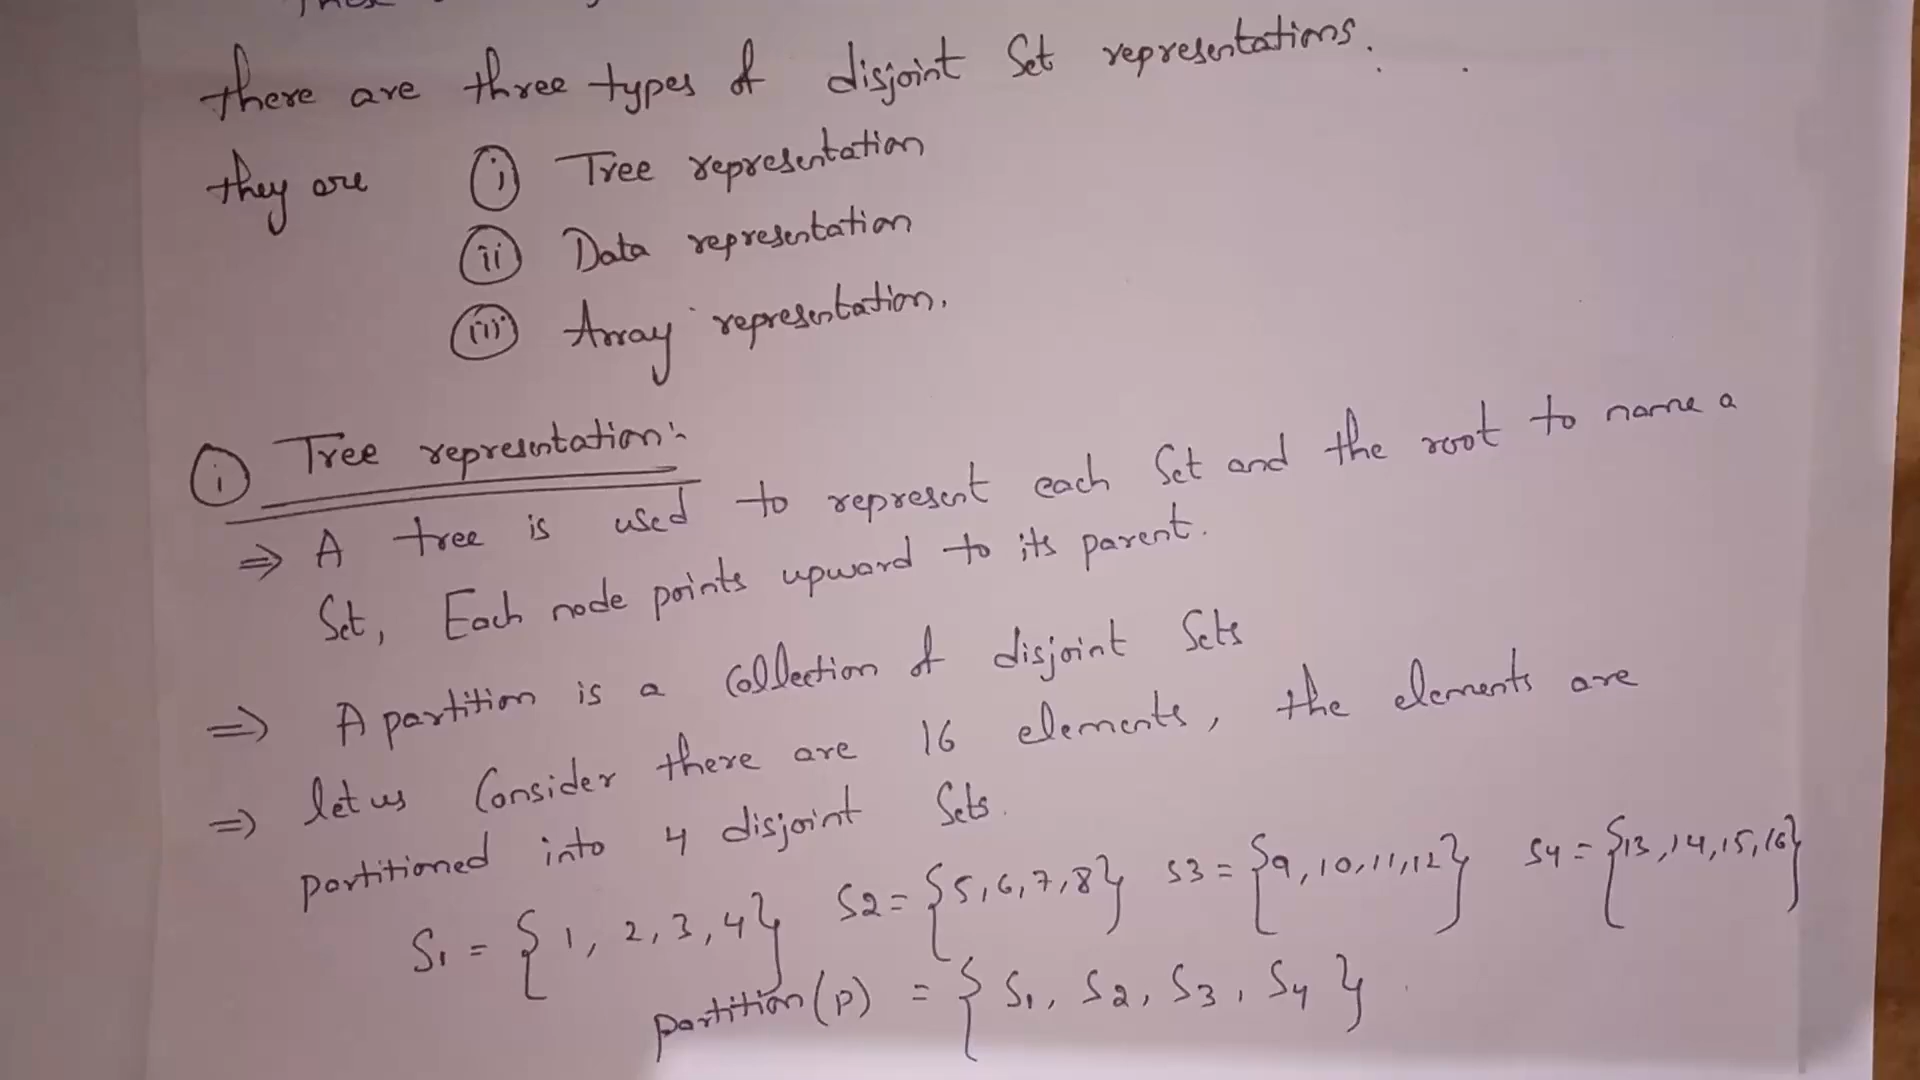 there are three types of disjoint Set representations.
they are (i) Tree representation
(ii) Data representation
(iii) Array representation.
(i) Tree representation:-
⇒ A tree is used to represent each Set and the root to name a
Set, Each node points upward to its parent.
⇒ A partition is a collection of disjoint Sets
⇒ let us Consider there are 16 elements, the elements are
partitioned into 4 disjoint Sets.
S1 = {1, 2, 3, 4} S2 = {5, 6, 7, 8} S3 = {9, 10, 11, 12} S4 = {13, 14, 15, 16}
partition (P) = { S1, S2, S3, S4 }